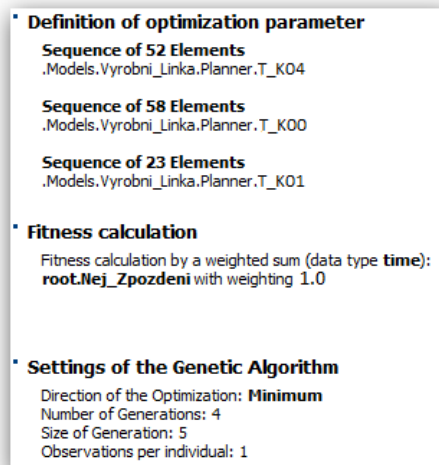 Definition of optimization parameter
Sequence of 52 Elements
.Models.Vyrobni_Linka.Planner.T_K04
Sequence of 58 Elements
.Models.Vyrobni_Linka.Planner.T_K00
Sequence of 23 Elements
.Models.Vyrobni_Linka.Planner.T_K01
Fitness calculation
Fitness calculation by a weighted sum (data type time):
root.Nej_Zpozdeni with weighting 1.0
Settings of the Genetic Algorithm
Direction of the Optimization: Minimum
Number of Generations: 4
Size of Generation: 5
Observations per individual: 1